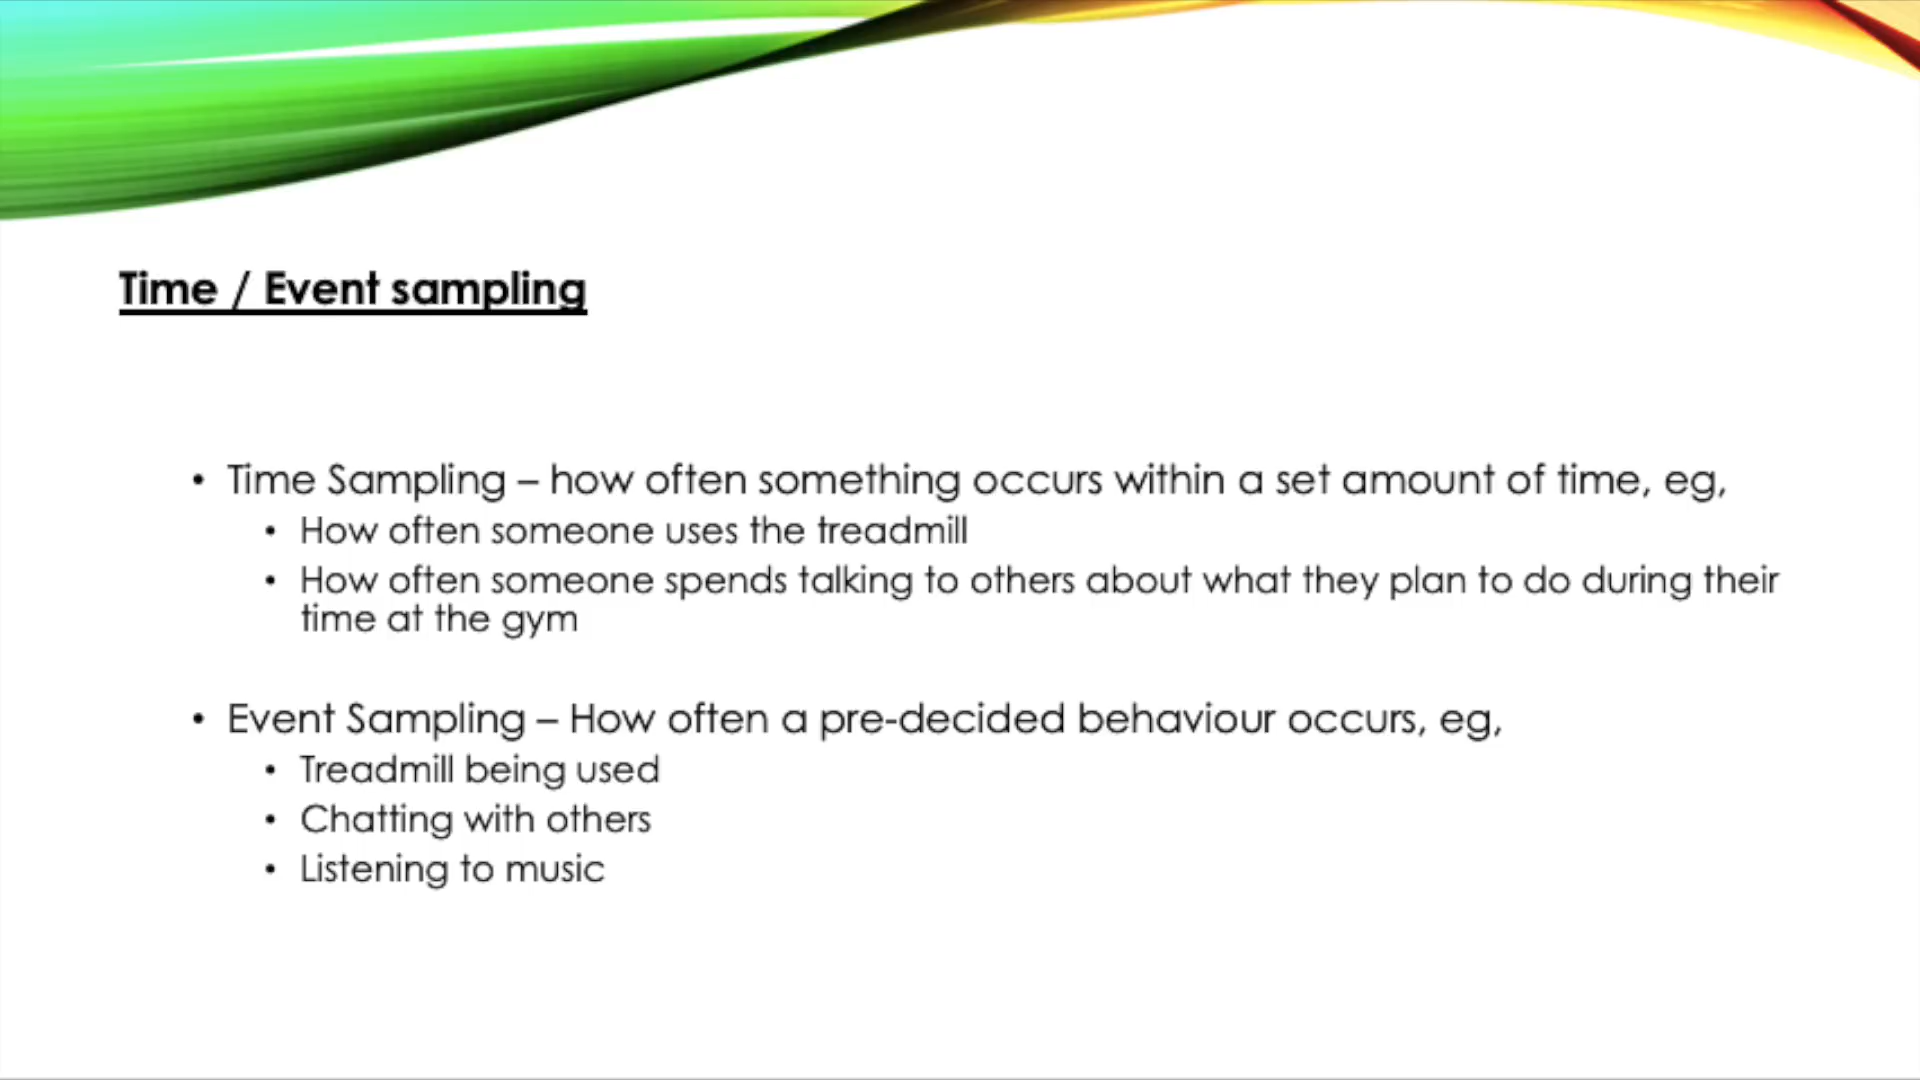 Time / Event sampling
• Time Sampling – how often something occurs within a set amount of time, eg,
• How often someone uses the treadmill
• How often someone spends talking to others about what they plan to do during their
time at the gym
• Event Sampling – How often a pre-decided behaviour occurs, eg,
• Treadmill being used
• Chatting with others
• Listening to music